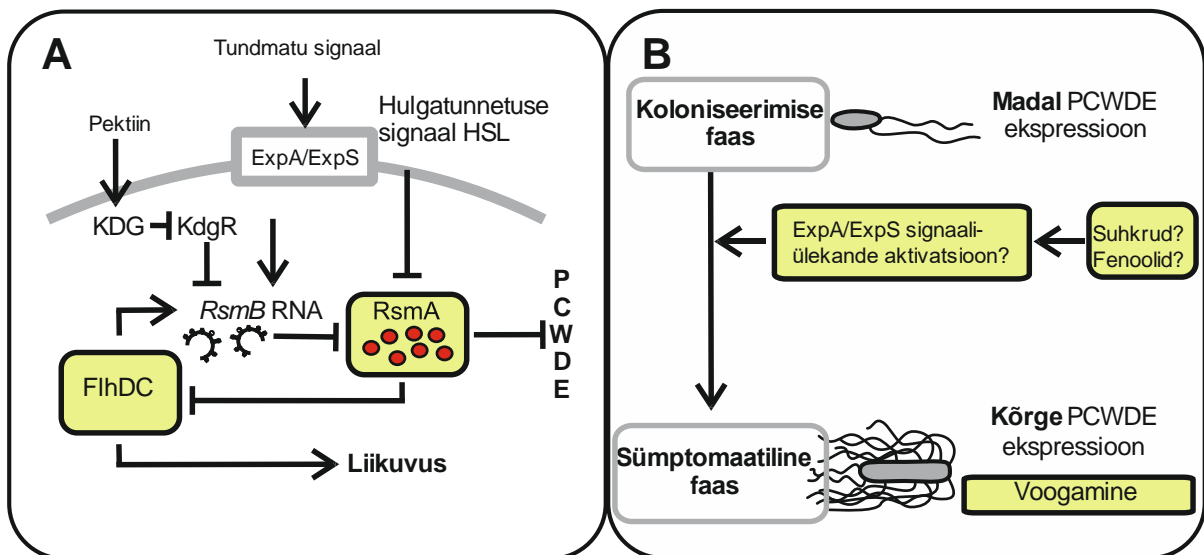 A
Tundmatu signaal
Hulgatunnetuse
signaal HSL
Pektiin
ExpA/ExpS
KDG
KdgR
RsmB RNA
RsmA
P
C
W
D
E
FlhDC
Liikuvus
B
Koloniseerimise
faas
Madal PCWDE
ekspressioon
ExpA/ExpS signaali-
ülekande aktivatsioon?
Suhkrud?
Fenoolid?
Sümptomaatiline
faas
Kõrge PCWDE
ekspressioon
Voogamine